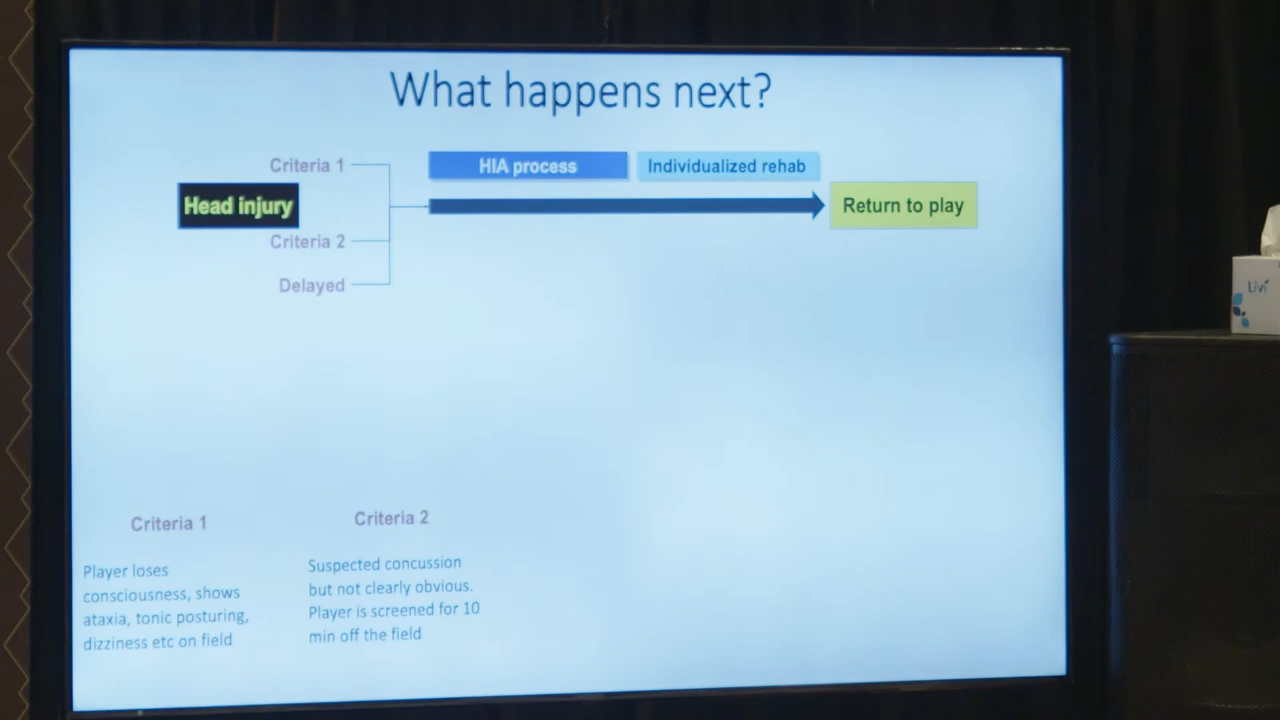 What happens next?
Criteria 1
HIA process
Individualized rehab
Head injury
Return to play
Criteria 2
Delayed
Criteria 1
Player loses
consciousness, shows
ataxia, tonic posturing,
dizziness etc on field
Criteria 2
Suspected concussion
but not clearly obvious.
Player is screened for 10
min off the field
Livi